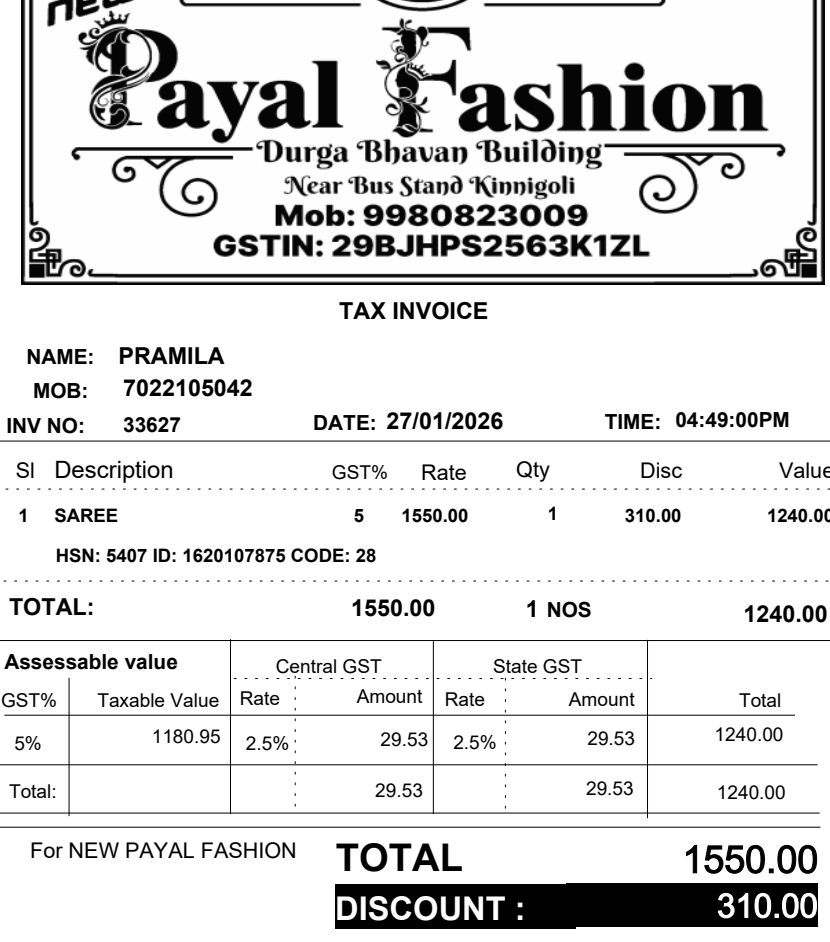 new
Payal Fashion
Durga Bhavan Building
Near Bus Stand Kinnigoli
Mob: 9980823009
GSTIN: 29BJHPS2563K1ZL
TAX INVOICE
NAME: PRAMILA
MOB: 7022105042
INV NO: 33627 DATE: 27/01/2026 TIME: 04:49:00PM
Sl Description GST% Rate Qty Disc Value
1 SAREE 5 1550.00 1 310.00 1240.00
HSN: 5407 ID: 1620107875 CODE: 28
TOTAL: 1550.00 1 NOS 1240.00
Assessable value Central GST State GST
GST% Taxable Value Rate Amount Rate Amount Total
5% 1180.95 2.5% 29.53 2.5% 29.53 1240.00
Total: 29.53 29.53 1240.00
For NEW PAYAL FASHION TOTAL 1550.00
DISCOUNT : 310.00